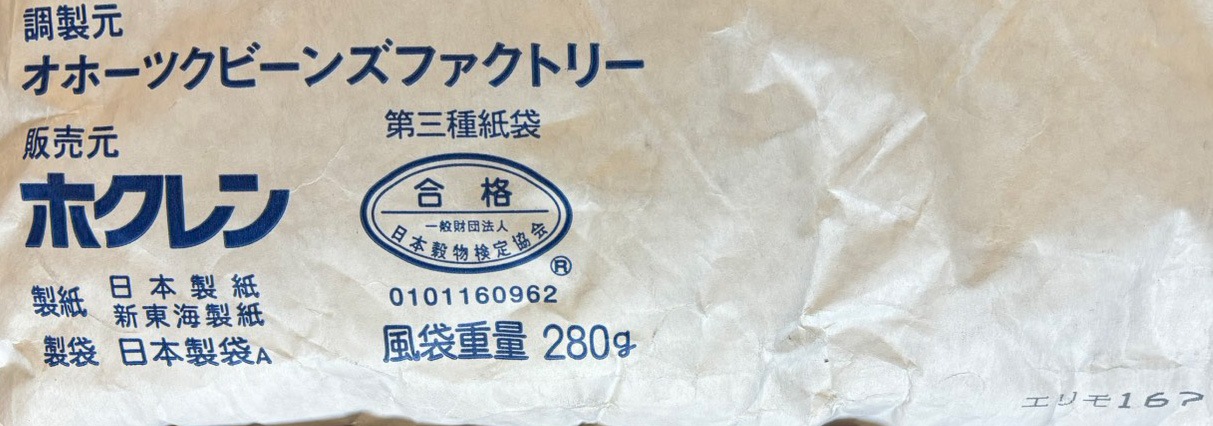 調製元
オホーツクビーンズファクトリー
販売元
ホクレン
第三種紙袋
合格
一般財団法人
日本穀物検定協会
®
0101160962
風袋重量 280g
製紙 日本製紙
新東海製紙
製袋 日本製袋A
エリモ167